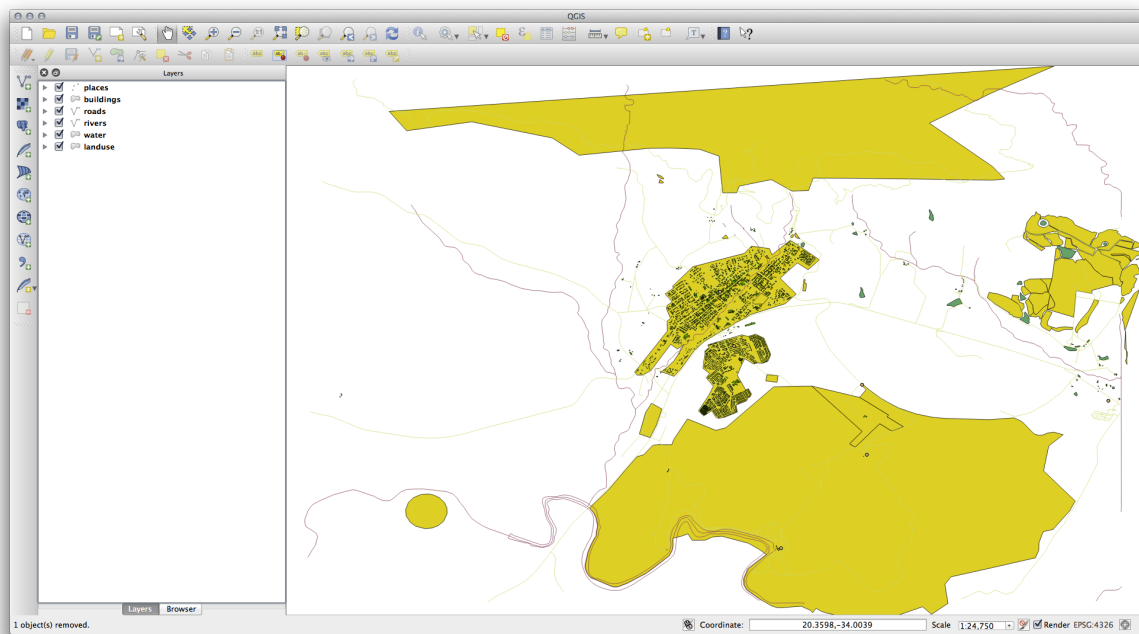 QGIS
Layers
places
buildings
roads
rivers
water
landuse
Layers Browser
1 object(s) removed.
Coordinate: 20.3598,-34.0039 Scale 1:24,750 Render EPSG:4326